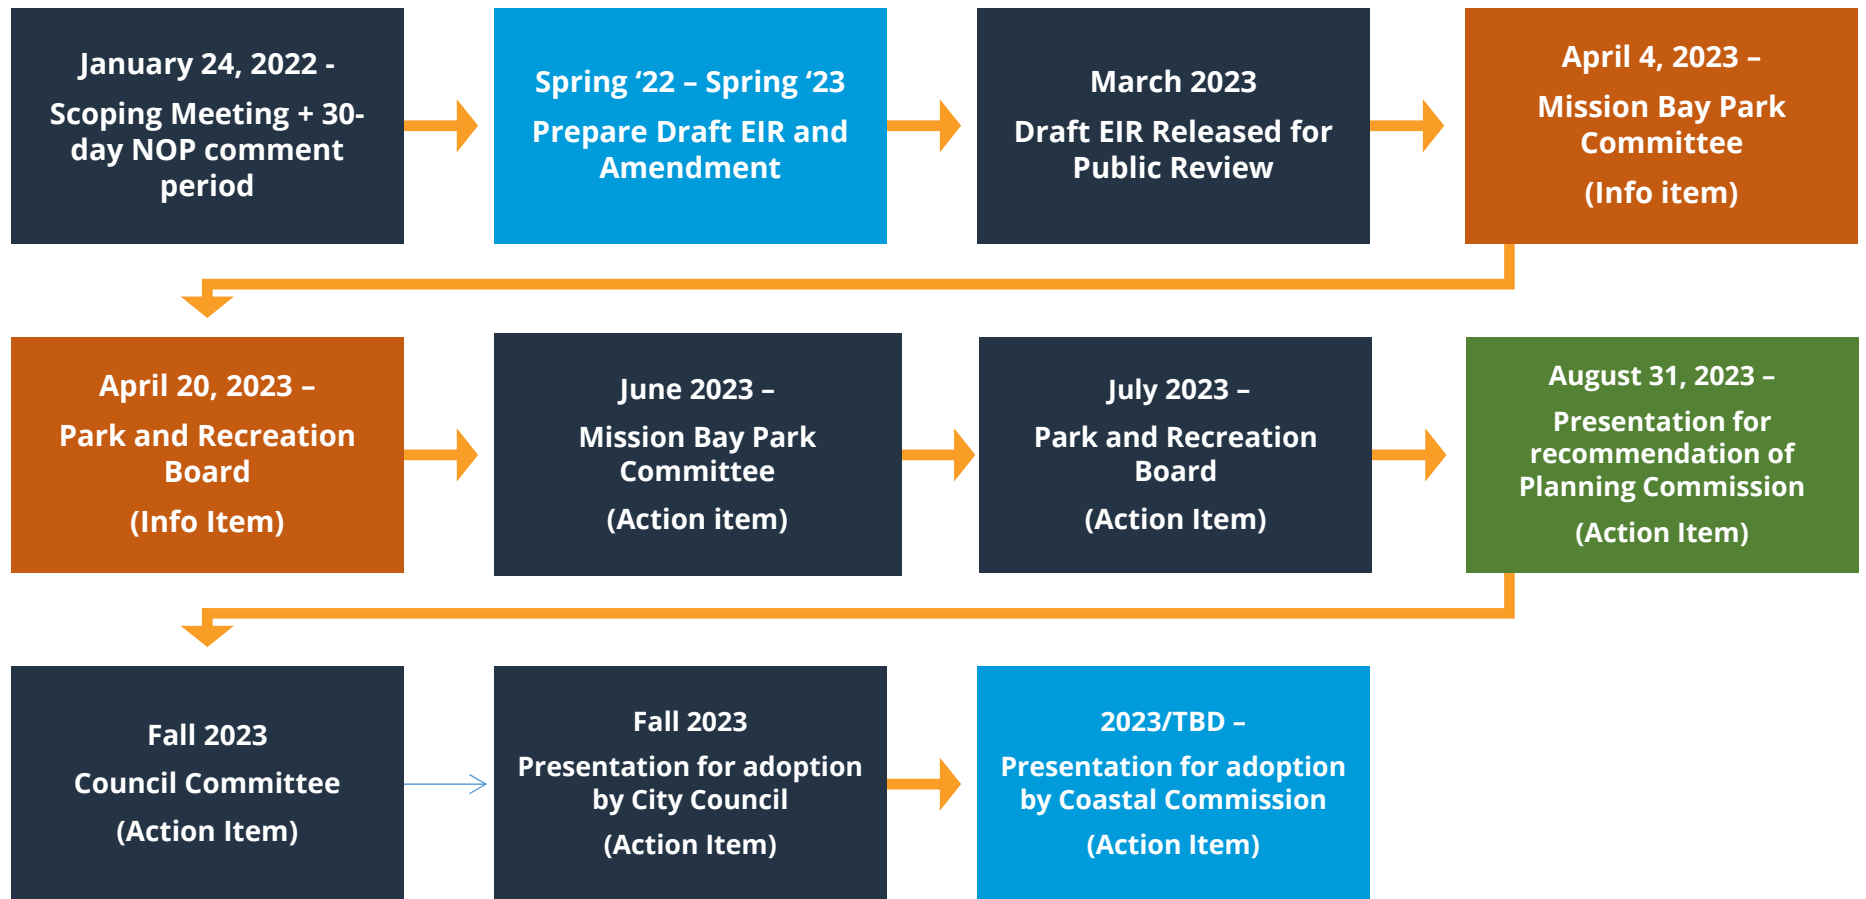 January 24, 2022 -
Scoping Meeting + 30-
day NOP comment
period
Spring ‘22 – Spring ‘23
Prepare Draft EIR and
Amendment
March 2023
Draft EIR Released for
Public Review
April 4, 2023 –
Mission Bay Park
Committee
(Info item)
April 20, 2023 –
Park and Recreation
Board
(Info Item)
June 2023 –
Mission Bay Park
Committee
(Action item)
July 2023 –
Park and Recreation
Board
(Action Item)
August 31, 2023 –
Presentation for
recommendation of
Planning Commission
(Action Item)
Fall 2023
Council Committee
(Action Item)
Fall 2023
Presentation for adoption
by City Council
(Action Item)
2023/TBD –
Presentation for adoption
by Coastal Commission
(Action Item)